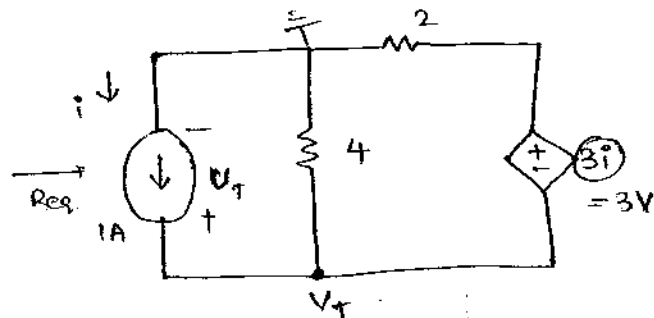 2
i
−
4
+
−
3i
= 3V
Req
V_T
1A
+
V_T